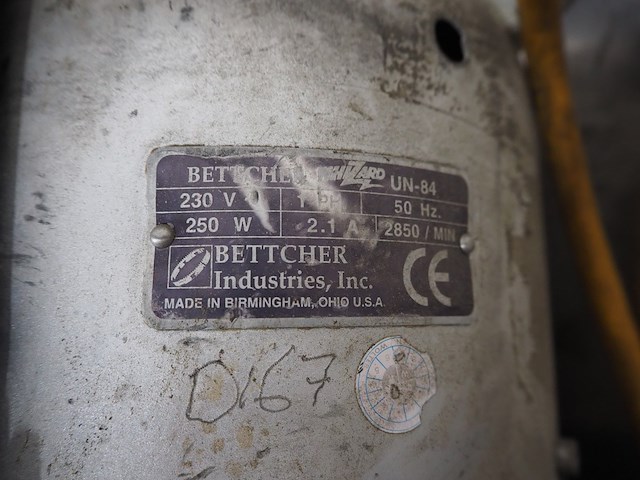 BETTCHER WHIZARD UN-84
230 V 1 PH 50 Hz.
250 W 2.1 A 2850 / MIN
BETTCHER
Industries, Inc.
CE
MADE IN BIRMINGHAM, OHIO U.S.A.
D167